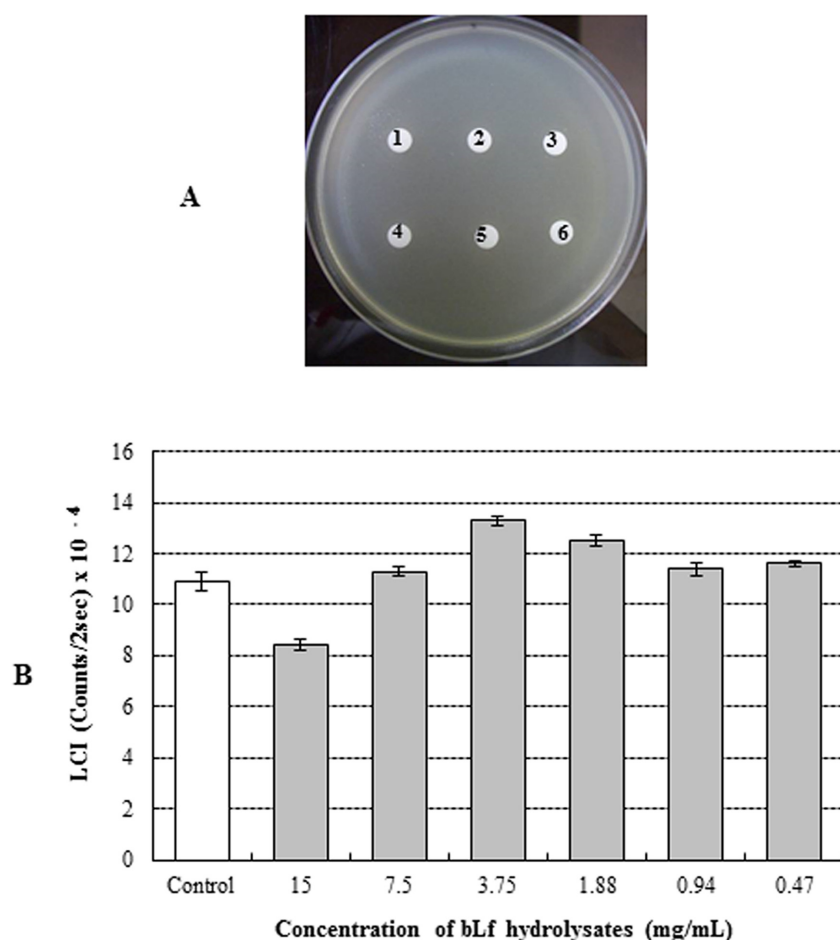 A
1 2 3
4 5 6
B
LCI ((Counts/2sec) x 10 -4
16
14
12
10
8
6
4
2
0
Control 15 7.5 3.75 1.88 0.94 0.47
Concentration of bLf hydrolysates (mg/mL)